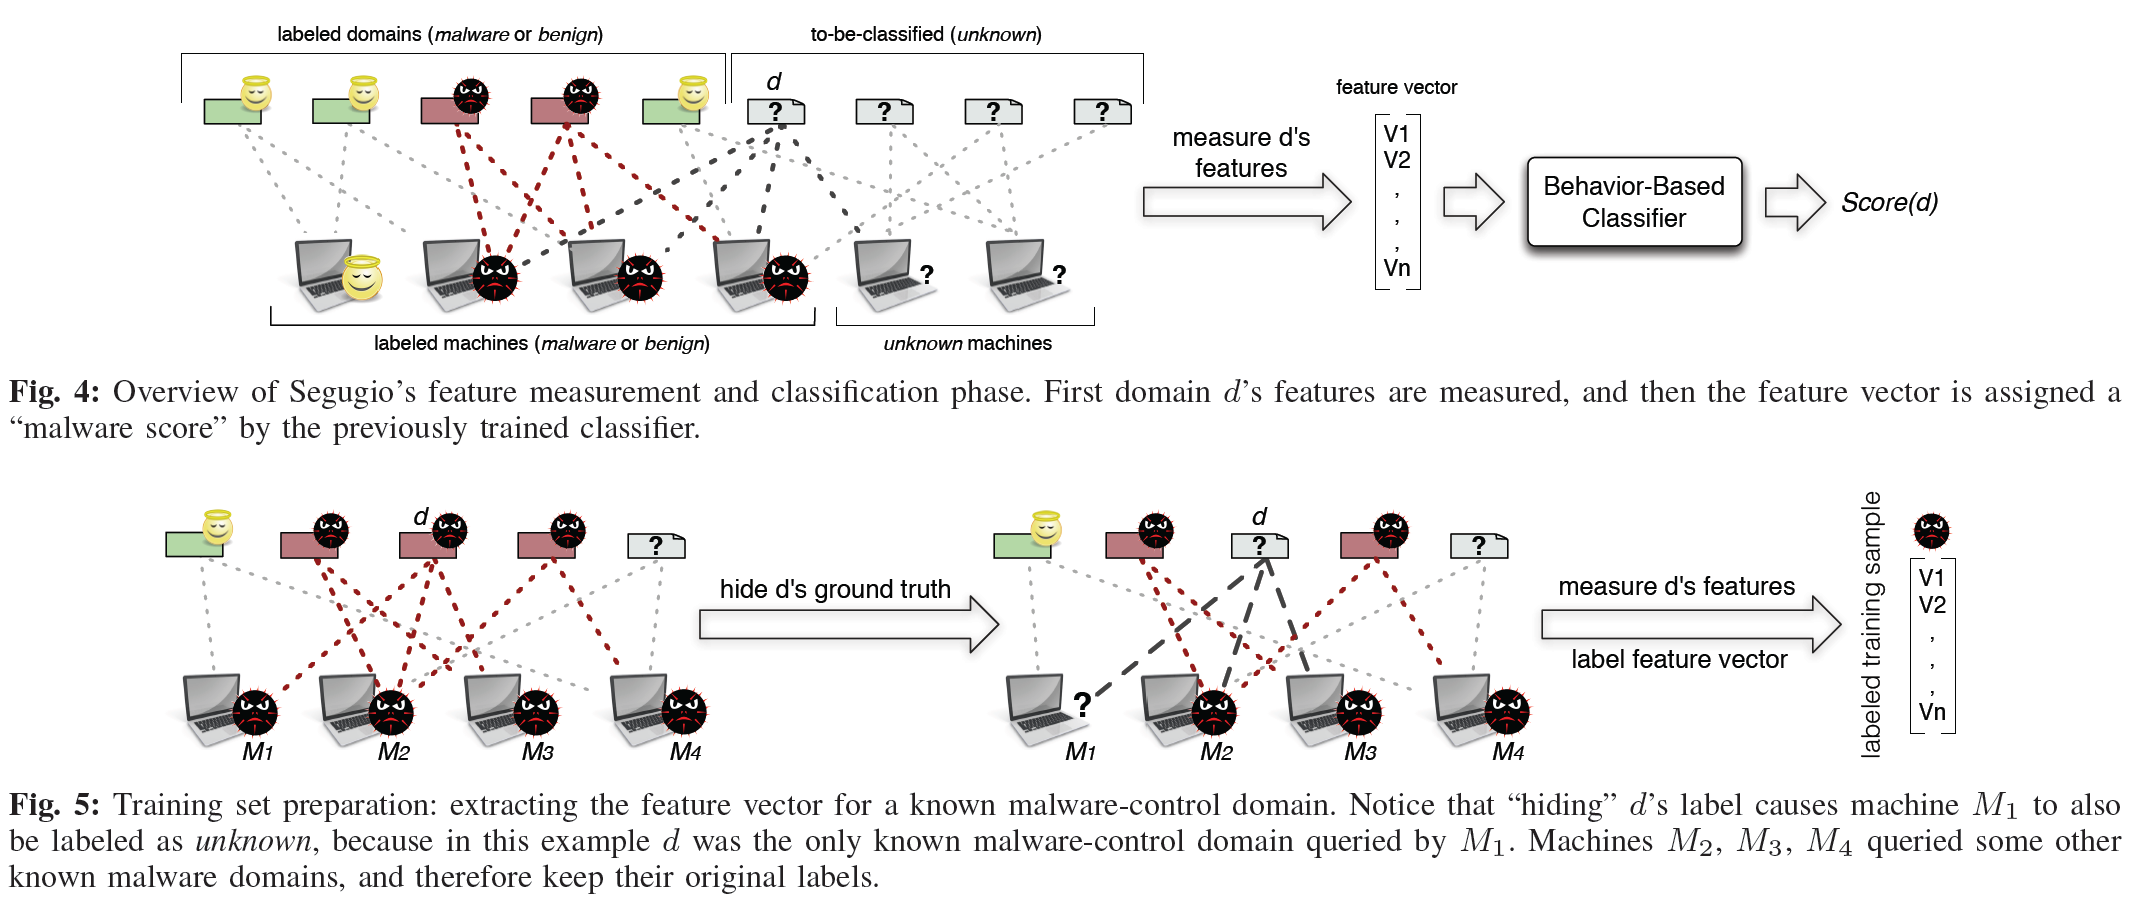 labeled domains (malware or benign)
to-be-classified (unknown)
d
? ? ? ?
feature vector
measure d's
features
V1
V2
,
,
,
Vn
Behavior-Based
Classifier
Score(d)
? ?
labeled machines (malware or benign)
unknown machines
Fig. 4: Overview of Segugio's feature measurement and classification phase. First domain d's features are measured, and then the feature vector is assigned a
“malware score” by the previously trained classifier.
d
?
M1 M2 M3 M4
hide d's ground truth
d
? ?
?
M1 M2 M3 M4
measure d's features
label feature vector
labeled training sample
V1
V2
,
,
,
Vn
Fig. 5: Training set preparation: extracting the feature vector for a known malware-control domain. Notice that “hiding” d's label causes machine M1 to also
be labeled as unknown, because in this example d was the only known malware-control domain queried by M1. Machines M2, M3, M4 queried some other
known malware domains, and therefore keep their original labels.